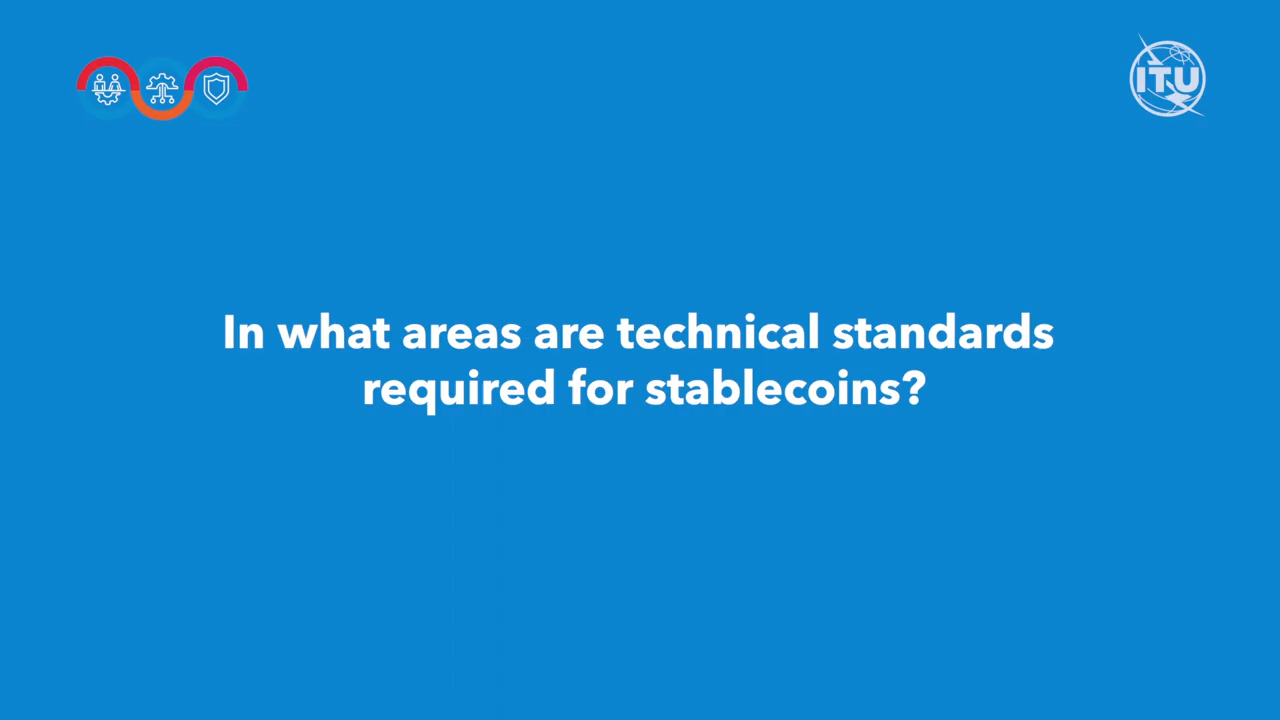 ITU
In what areas are technical standards
required for stablecoins?